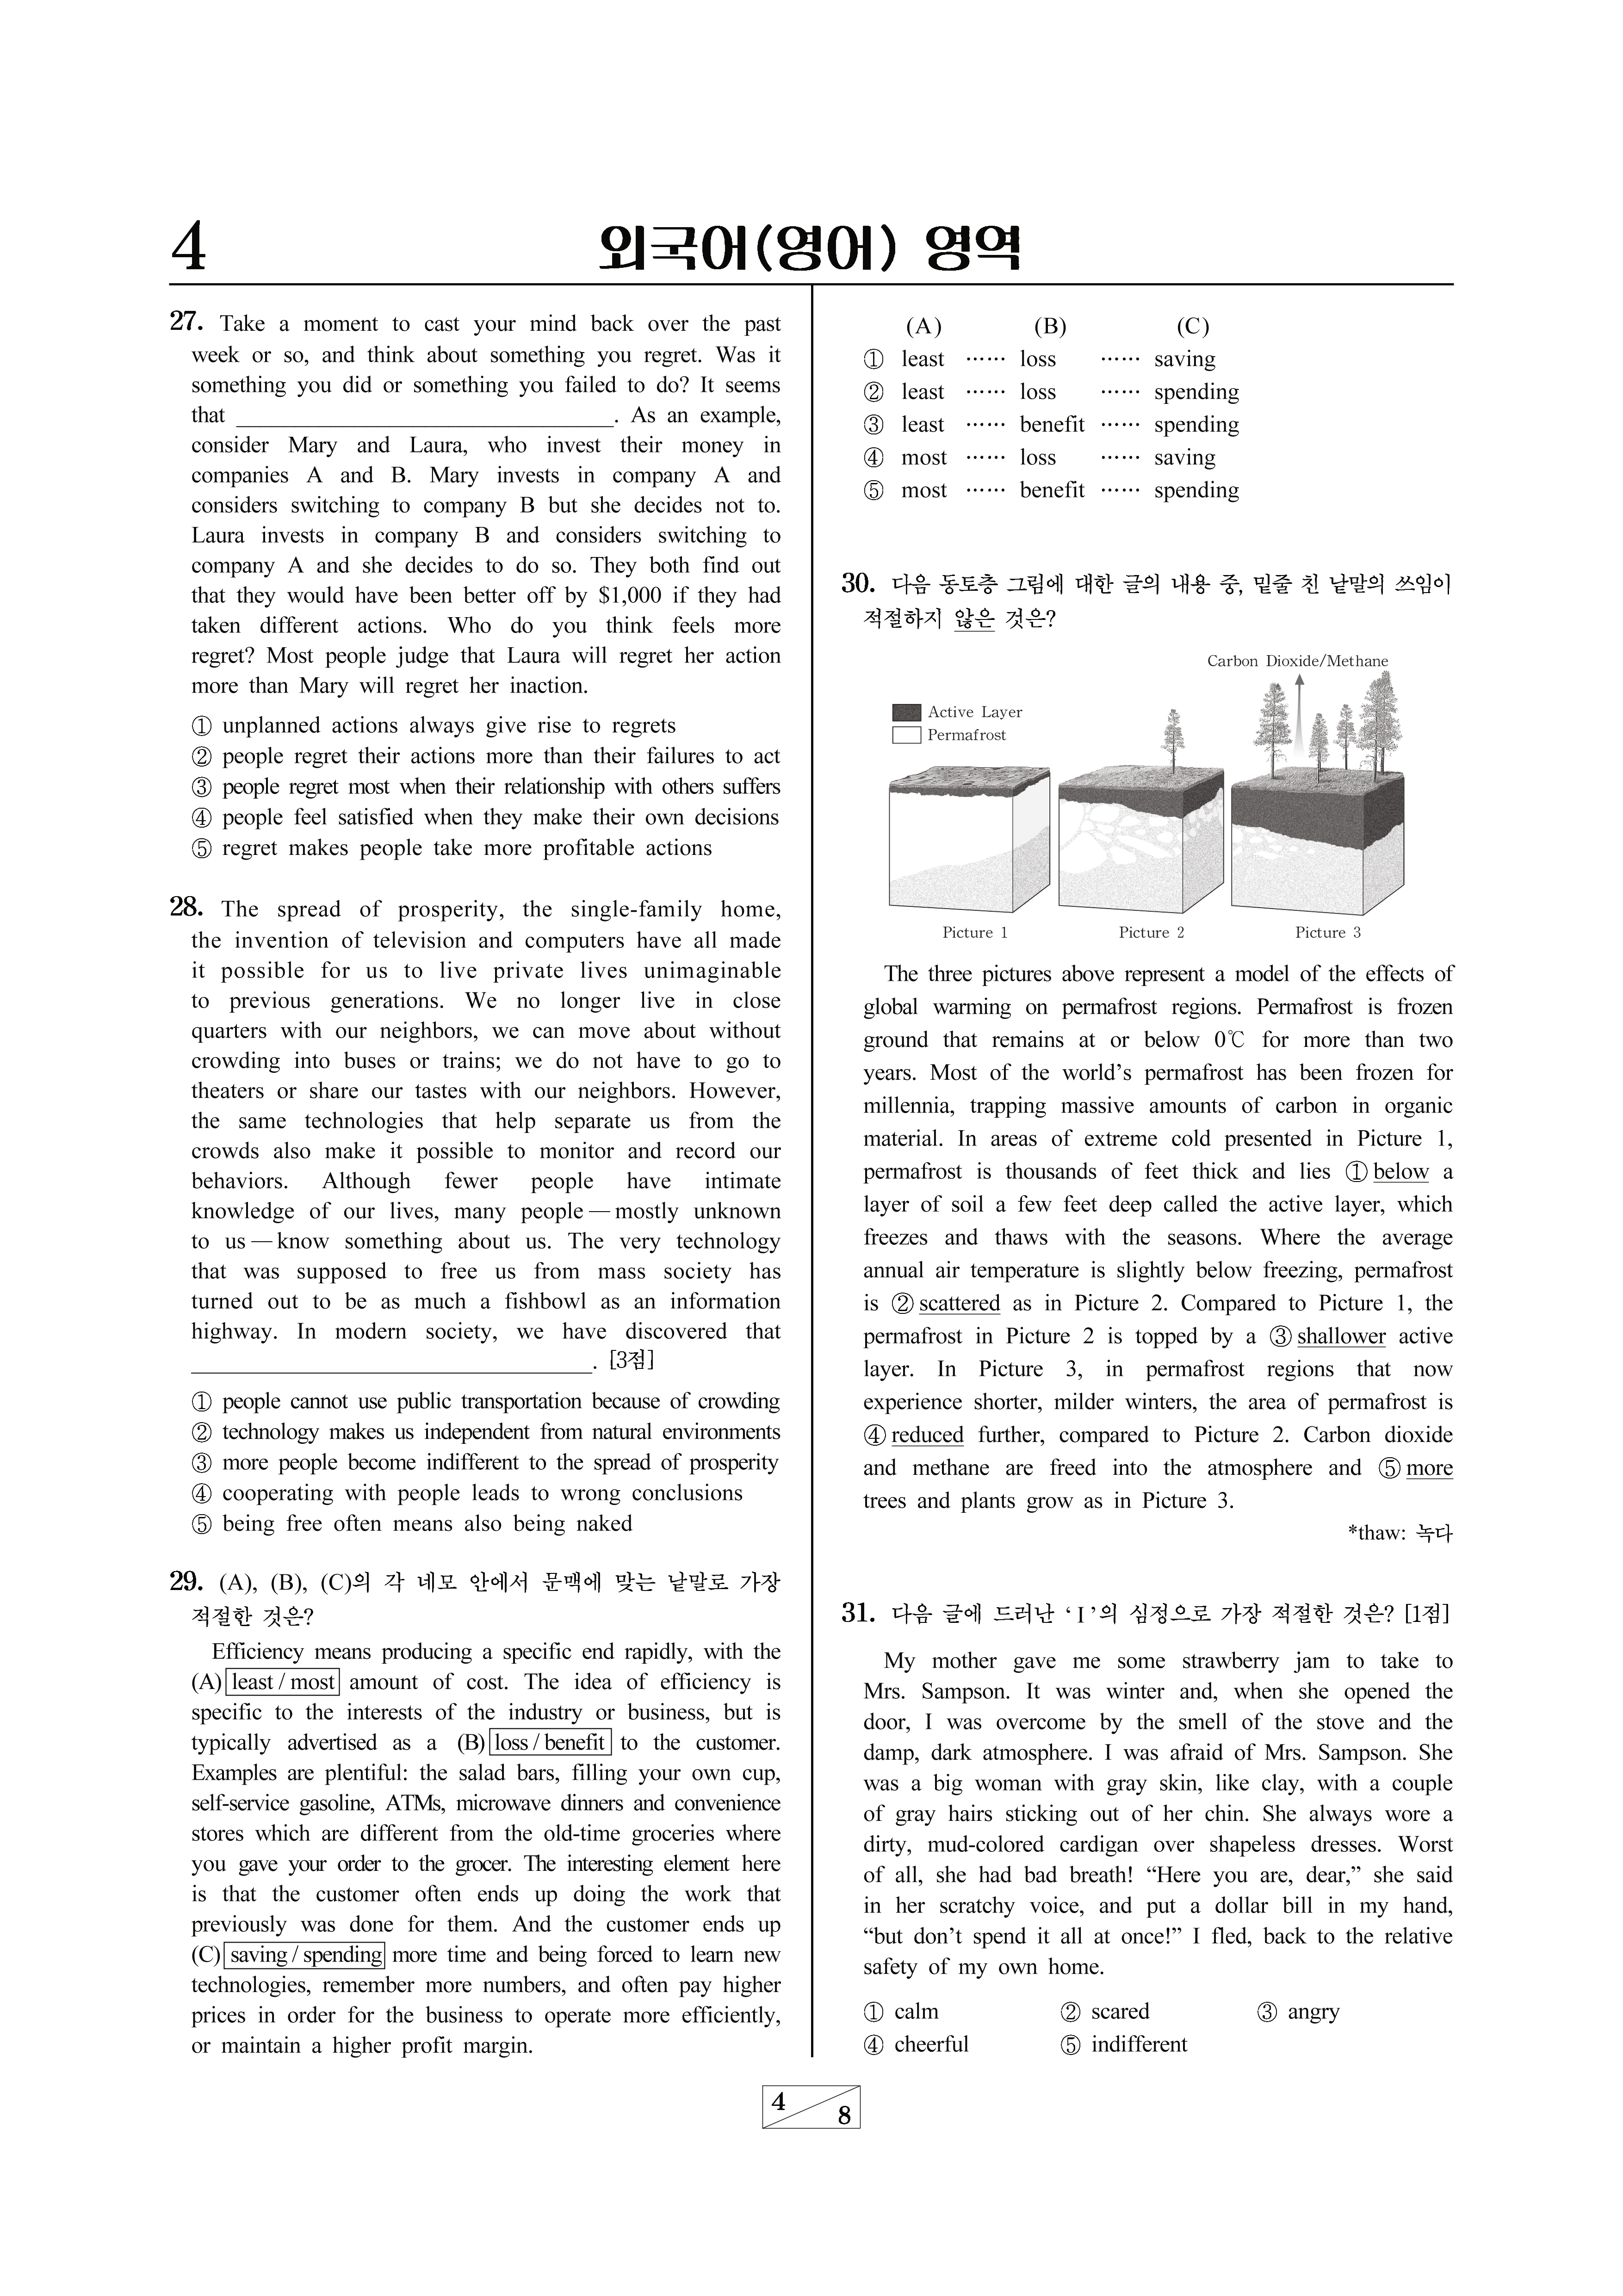 4
외국어(영어) 영역
27. Take a moment to cast your mind back over the past
week or so, and think about something you regret. Was it
something you did or something you failed to do? It seems
that ______________________________. As an example,
consider Mary and Laura, who invest their money in
companies A and B. Mary invests in company A and
considers switching to company B but she decides not to.
Laura invests in company B and considers switching to
company A and she decides to do so. They both find out
that they would have been better off by $1,000 if they had
taken different actions. Who do you think feels more
regret? Most people judge that Laura will regret her action
more than Mary will regret her inaction.
① unplanned actions always give rise to regrets
② people regret their actions more than their failures to act
③ people regret most when their relationship with others suffers
④ people feel satisfied when they make their own decisions
⑤ regret makes people take more profitable actions
28. The spread of prosperity, the single-family home,
the invention of television and computers have all made
it possible for us to live private lives unimaginable
to previous generations. We no longer live in close
quarters with our neighbors, we can move about without
crowding into buses or trains; we do not have to go to
theaters or share our tastes with our neighbors. However,
the same technologies that help separate us from the
crowds also make it possible to monitor and record our
behaviors. Although fewer people have intimate
knowledge of our lives, many people — mostly unknown
to us — know something about us. The very technology
that was supposed to free us from mass society has
turned out to be as much a fishbowl as an information
highway. In modern society, we have discovered that
______________________________. [3점]
① people cannot use public transportation because of crowding
② technology makes us independent from natural environments
③ more people become indifferent to the spread of prosperity
④ cooperating with people leads to wrong conclusions
⑤ being free often means also being naked
29. (A), (B), (C)의 각 네모 안에서 문맥에 맞는 낱말로 가장
적절한 것은?
Efficiency means producing a specific end rapidly, with the
(A) least / most amount of cost. The idea of efficiency is
specific to the interests of the industry or business, but is
typically advertised as a (B) loss / benefit to the customer.
Examples are plentiful: the salad bars, filling your own cup,
self-service gasoline, ATMs, microwave dinners and convenience
stores which are different from the old-time groceries where
you gave your order to the grocer. The interesting element here
is that the customer often ends up doing the work that
previously was done for them. And the customer ends up
(C) saving / spending more time and being forced to learn new
technologies, remember more numbers, and often pay higher
prices in order for the business to operate more efficiently,
or maintain a higher profit margin.
(A) (B) (C)
① least …… loss …… saving
② least …… loss …… spending
③ least …… benefit …… spending
④ most …… loss …… saving
⑤ most …… benefit …… spending
30. 다음 동토층 그림에 대한 글의 내용 중, 밑줄 친 낱말의 쓰임이
적절하지 않은 것은?
Carbon Dioxide/Methane
Active Layer
Permafrost
Picture 1 Picture 2 Picture 3
The three pictures above represent a model of the effects of
global warming on permafrost regions. Permafrost is frozen
ground that remains at or below 0℃ for more than two
years. Most of the world's permafrost has been frozen for
millennia, trapping massive amounts of carbon in organic
material. In areas of extreme cold presented in Picture 1,
permafrost is thousands of feet thick and lies ① below a
layer of soil a few feet deep called the active layer, which
freezes and thaws with the seasons. Where the average
annual air temperature is slightly below freezing, permafrost
is ② scattered as in Picture 2. Compared to Picture 1, the
permafrost in Picture 2 is topped by a ③ shallower active
layer. In Picture 3, in permafrost regions that now
experience shorter, milder winters, the area of permafrost is
④ reduced further, compared to Picture 2. Carbon dioxide
and methane are freed into the atmosphere and ⑤ more
trees and plants grow as in Picture 3.
*thaw: 녹다
31. 다음 글에 드러난 ‘I’의 심정으로 가장 적절한 것은? [1점]
My mother gave me some strawberry jam to take to
Mrs. Sampson. It was winter and, when she opened the
door, I was overcome by the smell of the stove and the
damp, dark atmosphere. I was afraid of Mrs. Sampson. She
was a big woman with gray skin, like clay, with a couple
of gray hairs sticking out of her chin. She always wore a
dirty, mud-colored cardigan over shapeless dresses. Worst
of all, she had bad breath! “Here you are, dear,” she said
in her scratchy voice, and put a dollar bill in my hand,
“but don’t spend it all at once!” I fled, back to the relative
safety of my own home.
① calm ② scared ③ angry
④ cheerful ⑤ indifferent
4
8